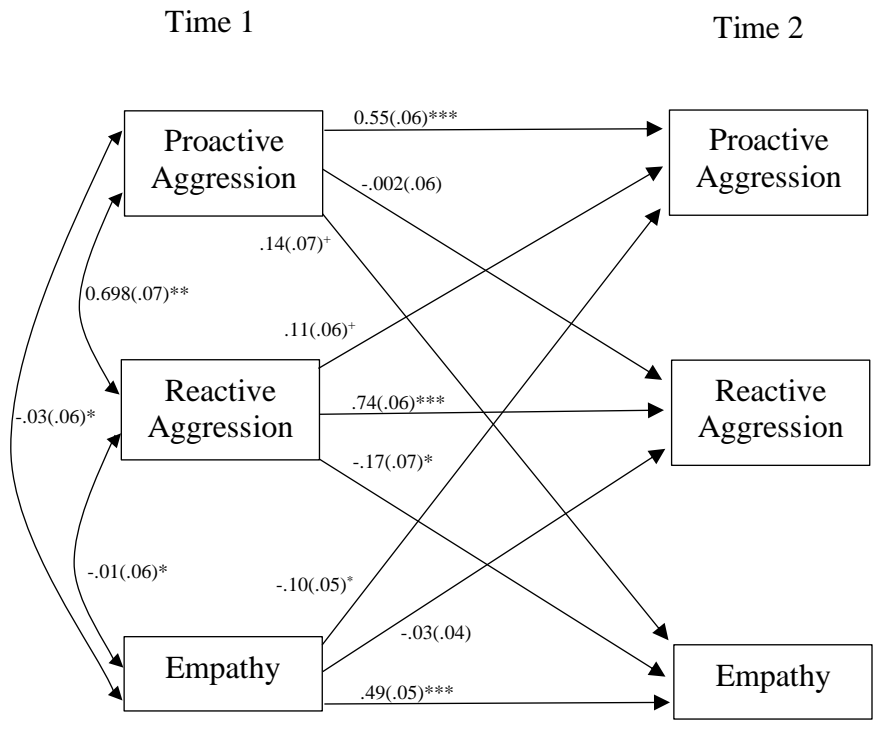 Time 1
Time 2
0.55(.06)***
Proactive
Aggression
Proactive
Aggression
-.002(.06)
.14(.07)+
0.698(.07)**
.11(.06)+
Reactive
Aggression
Reactive
Aggression
.74(.06)***
-.03(.06)*
-.17(.07)*
-.01(.06)*
-.10(.05)*
-.03(.04)
Empathy
Empathy
.49(.05)***